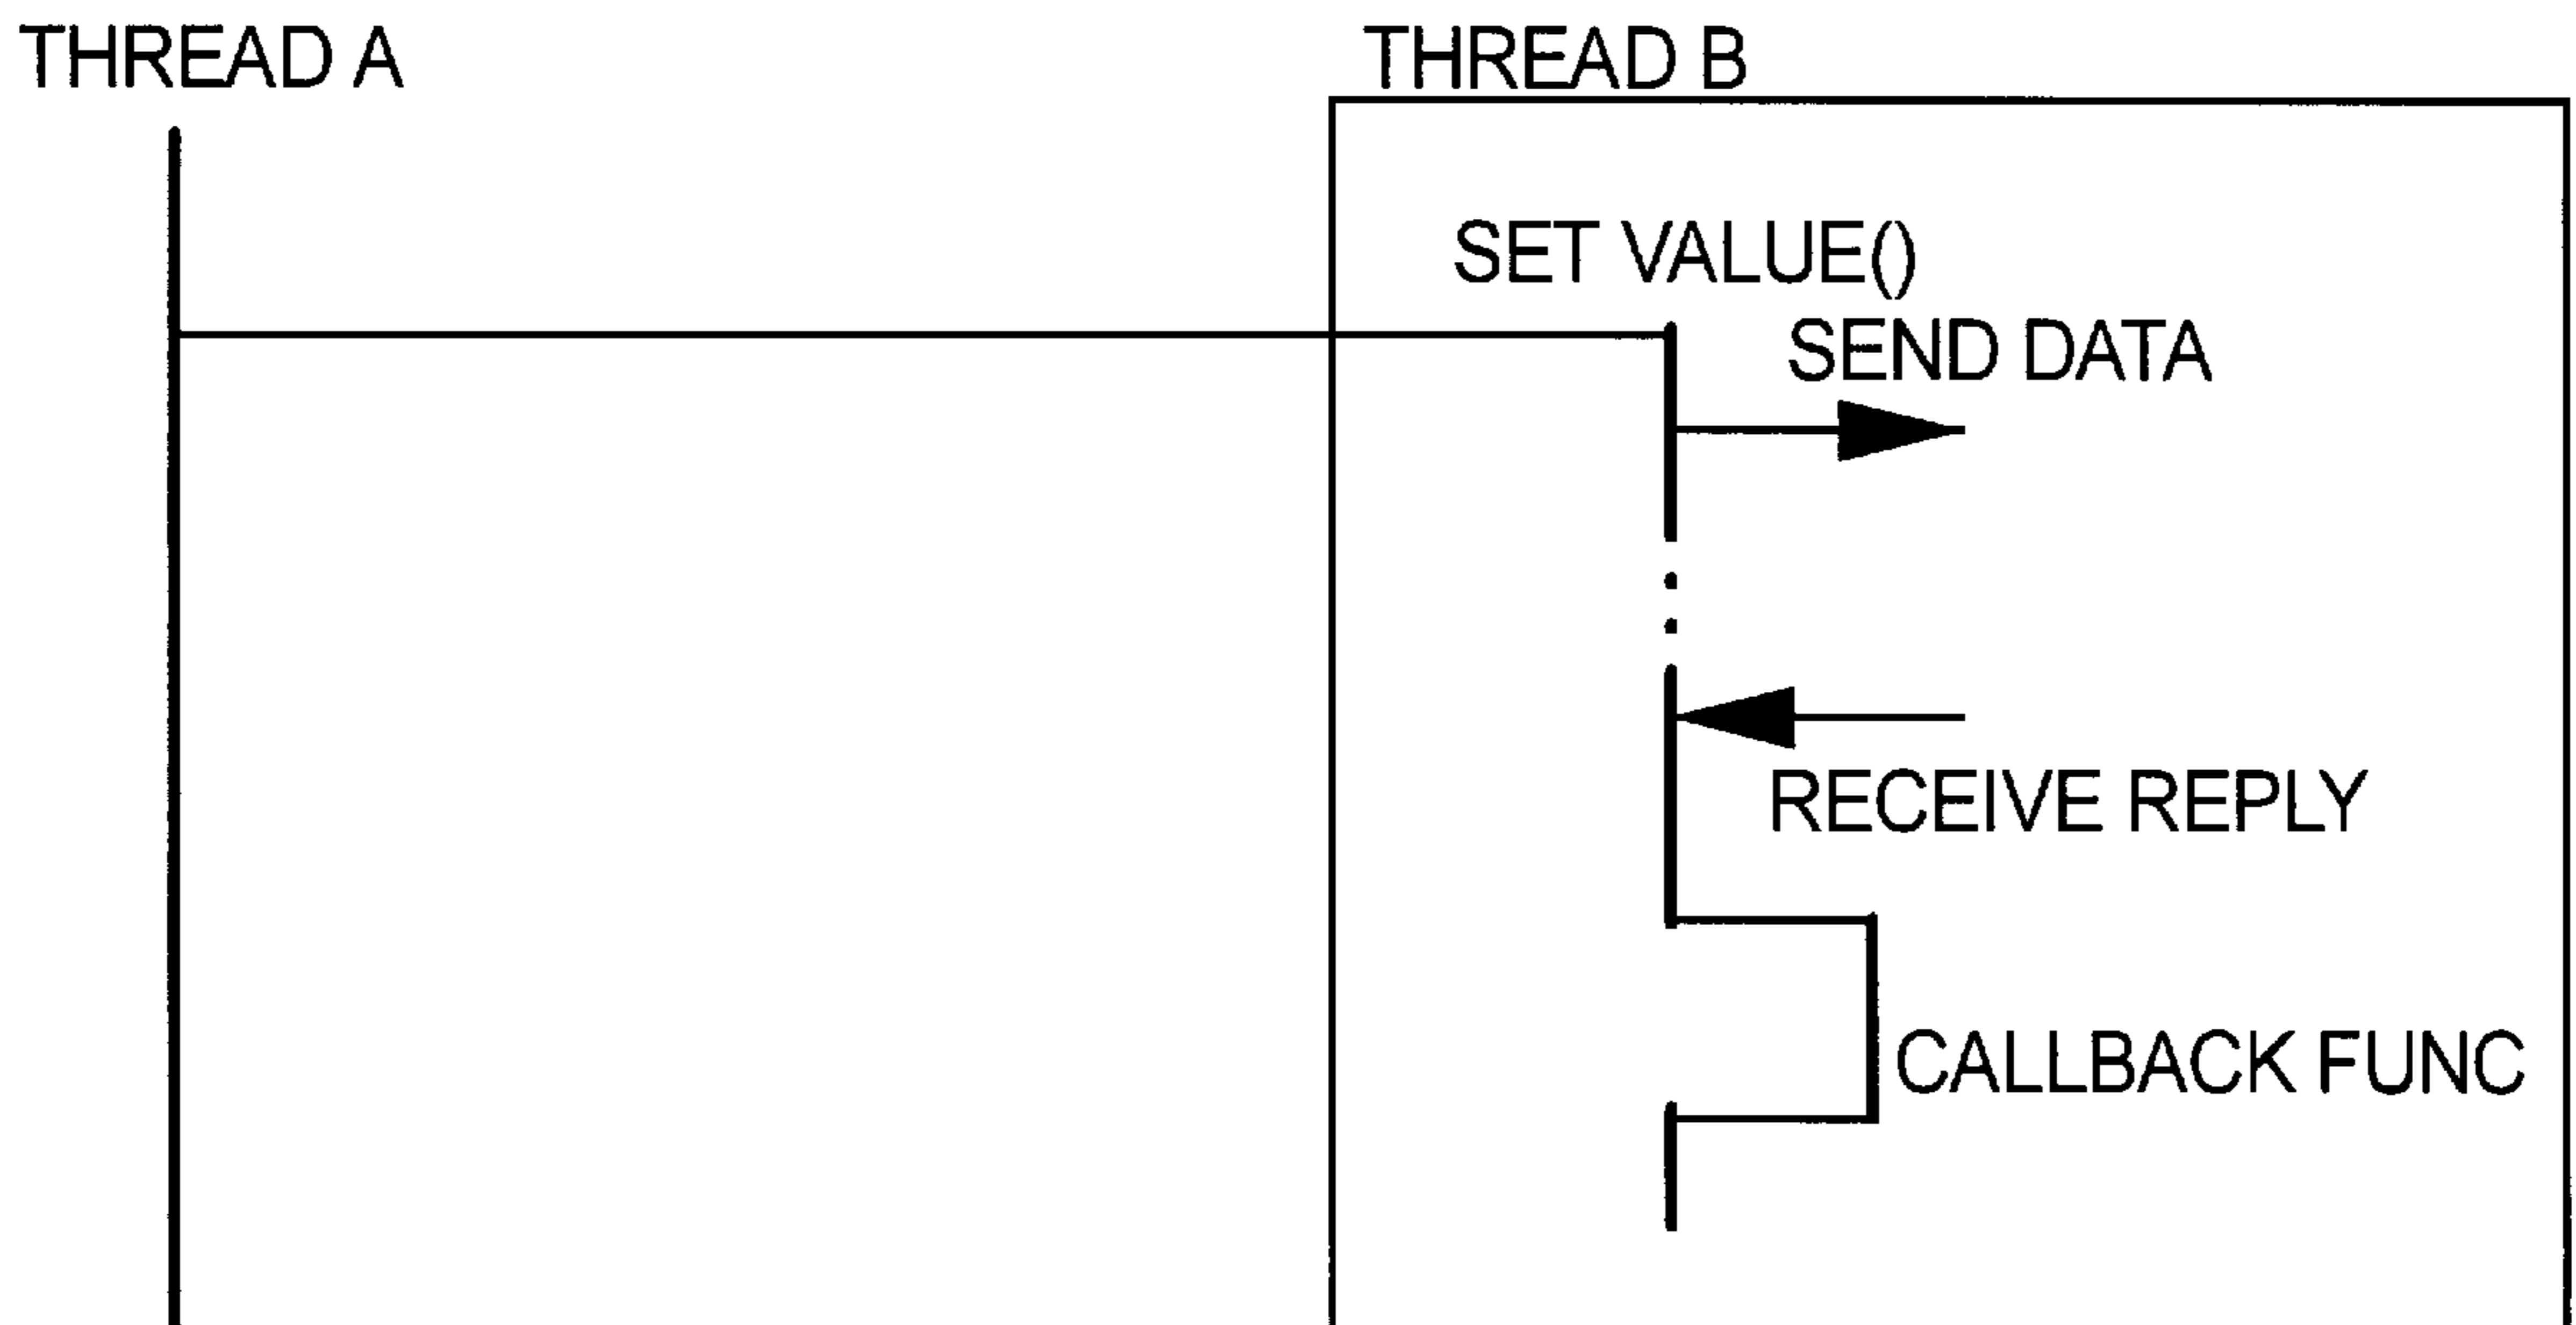 THREAD A
THREAD B
SET VALUE()
SEND DATA
RECEIVE REPLY
CALLBACK FUNC